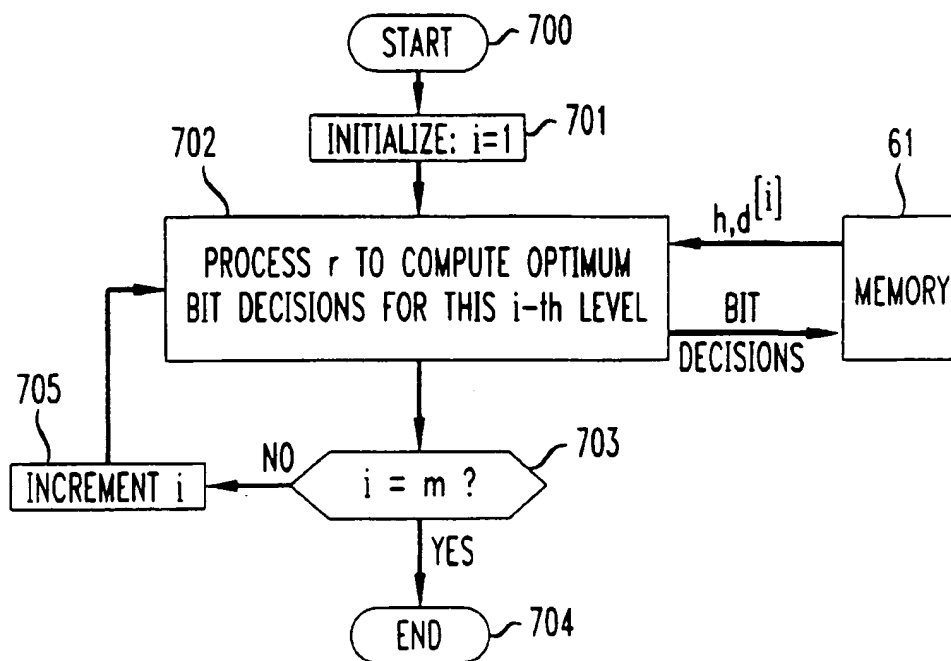 START
700
INITIALIZE: i=1
701
702
61
PROCESS r TO COMPUTE OPTIMUM
BIT DECISIONS FOR THIS i-th LEVEL
h,d[i]
MEMORY
BIT
DECISIONS
705
INCREMENT i
NO
i = m ?
703
YES
END
704